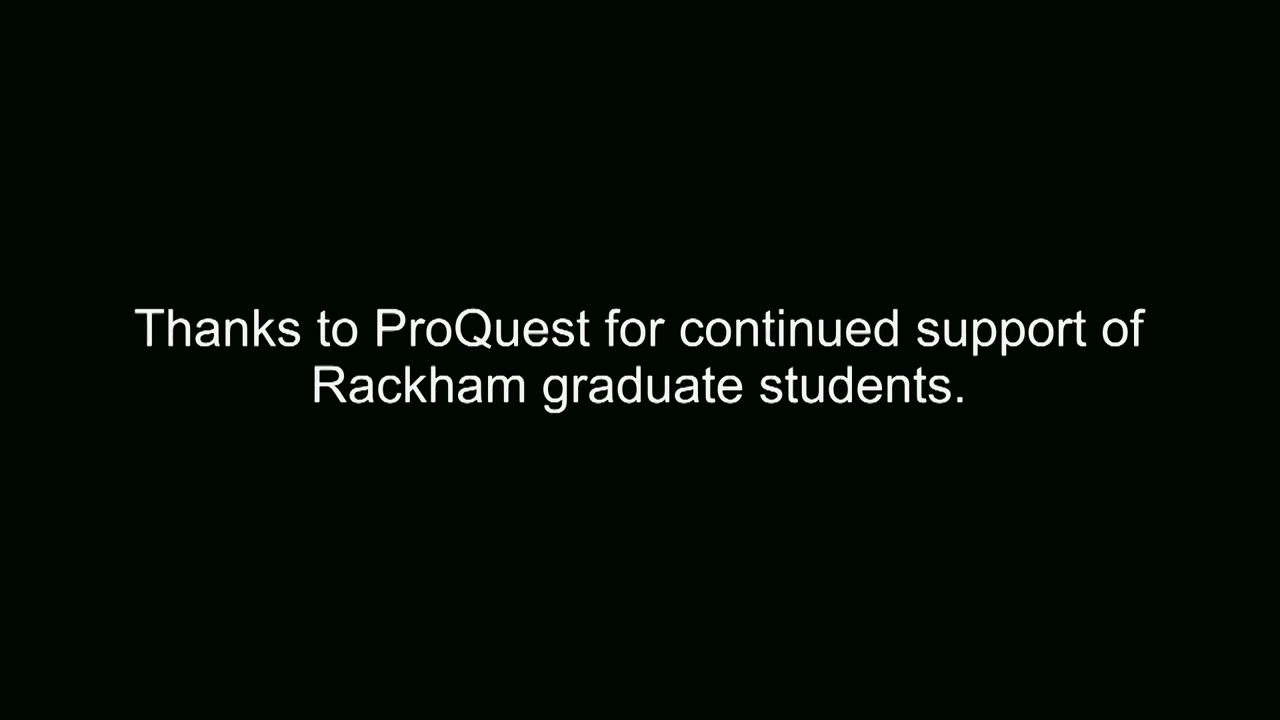 Thanks to ProQuest for continued support of
Rackham graduate students.